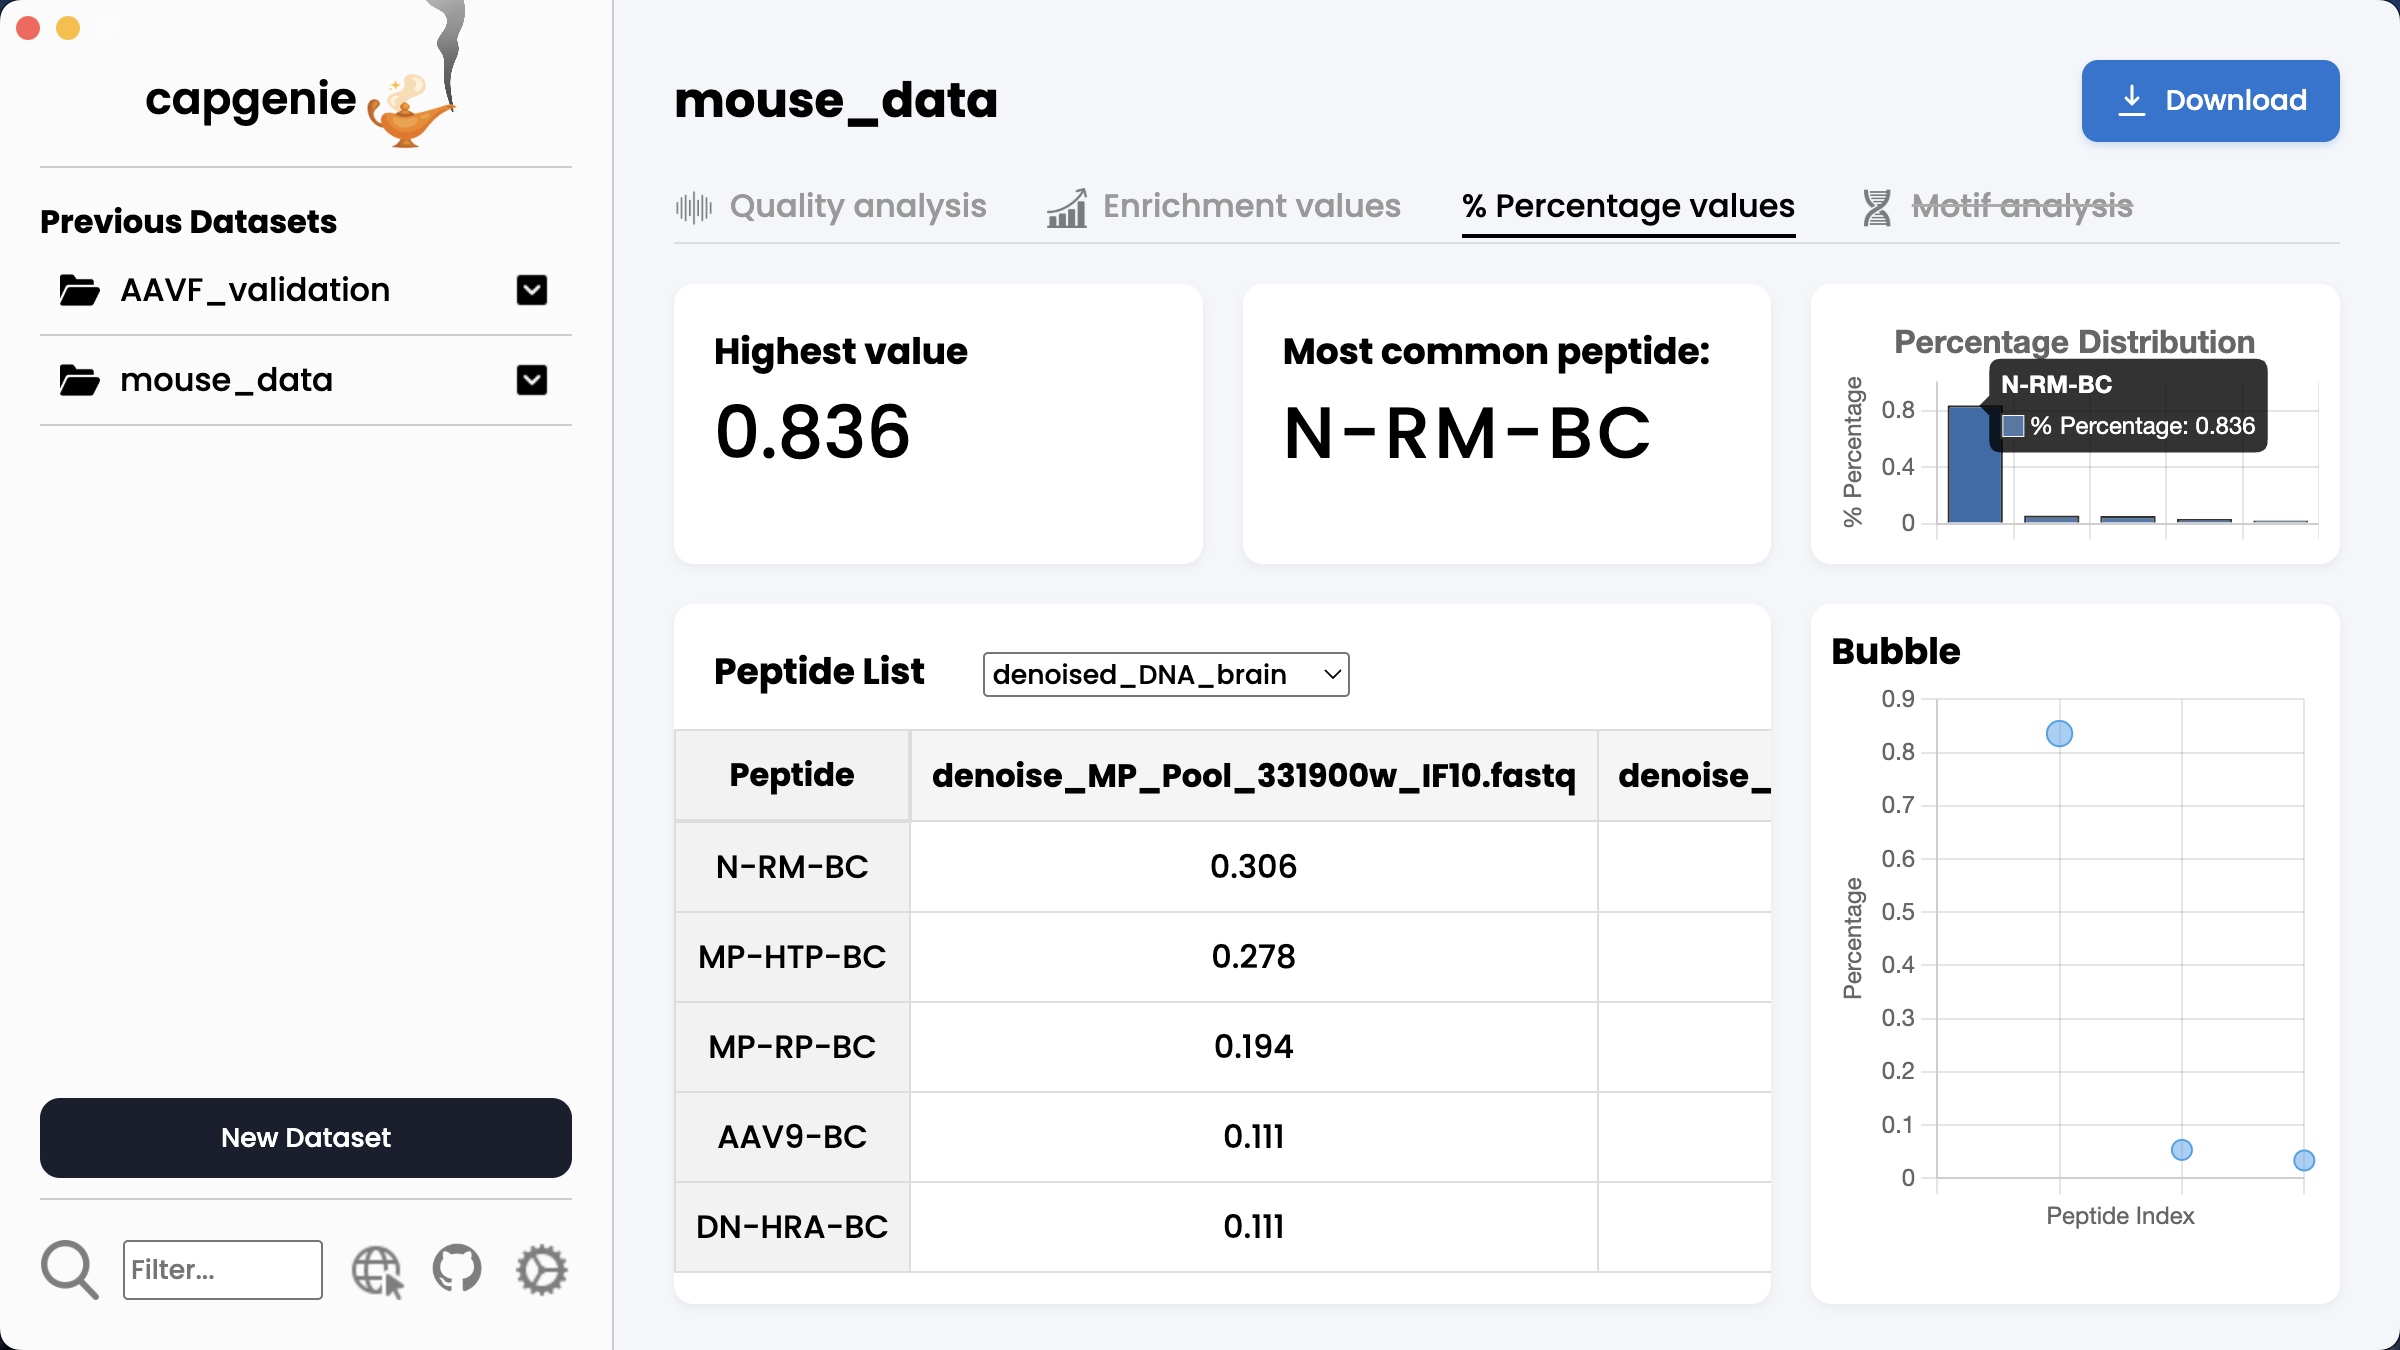 capgenie
Previous Datasets
AAVF_validation
mouse_data
New Dataset
Filter...
mouse_data
Download
Quality analysis
Enrichment values
% Percentage values
Motif analysis
Highest value
0.836
Most common peptide:
N-RM-BC
Percentage Distribution
% Percentage
0.8
0.4
0
N-RM-BC
% Percentage: 0.836
Peptide List
denoised_DNA_brain
Peptide denoise_MP_Pool_331900w_IF10.fastq denoise_
N-RM-BC 0.306
MP-HTP-BC 0.278
MP-RP-BC 0.194
AAV9-BC 0.111
DN-HRA-BC 0.111
Bubble
Percentage
0.9
0.8
0.7
0.6
0.5
0.4
0.3
0.2
0.1
0
Peptide Index